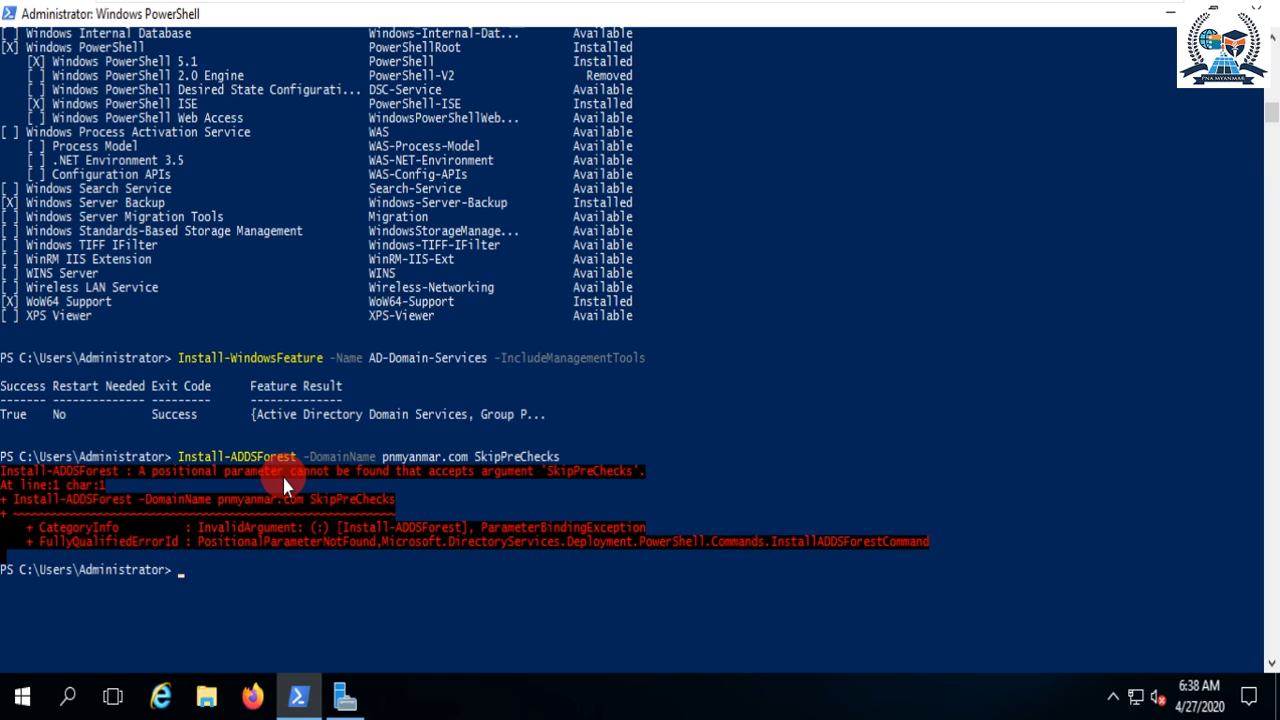 Administrator: Windows PowerShell
[ ] Windows Internal Database Windows-Internal-Dat... Available
[X] Windows PowerShell PowerShellRoot Installed
[X] Windows PowerShell 5.1 PowerShell Installed
[ ] Windows PowerShell 2.0 Engine PowerShell-V2 Removed
[ ] Windows PowerShell Desired State Configurati... DSC-Service Available
[X] Windows PowerShell ISE PowerShell-ISE Installed
[ ] Windows PowerShell Web Access WindowsPowerShellWeb... Available
[ ] Windows Process Activation Service WAS Available
[ ] Process Model WAS-Process-Model Available
[ ] .NET Environment 3.5 WAS-NET-Environment Available
[ ] Configuration APIs WAS-Config-APIs Available
[ ] Windows Search Service Search-Service Available
[X] Windows Server Backup Windows-Server-Backup Installed
[ ] Windows Server Migration Tools Migration Available
[ ] Windows Standards-Based Storage Management WindowsStorageManage... Available
[ ] Windows TIFF IFilter Windows-TIFF-IFilter Available
[ ] WinRM IIS Extension WinRM-IIS-Ext Available
[ ] WINS Server WINS Available
[ ] Wireless LAN Service Wireless-Networking Available
[X] WoW64 Support WoW64-Support Installed
[ ] XPS Viewer XPS-Viewer Available
PS C:\Users\Administrator> Install-WindowsFeature -Name AD-Domain-Services -IncludeManagementTools
Success Restart Needed Exit Code Feature Result
------- -------------- --------- --------------
True No Success {Active Directory Domain Services, Group P...
PS C:\Users\Administrator> Install-ADDSForest -DomainName pnmyanmar.com SkipPreChecks
Install-ADDSForest : A positional parameter cannot be found that accepts argument 'SkipPreChecks'.
At line:1 char:1
+ Install-ADDSForest -DomainName pnmyanmar.com SkipPreChecks
+ ~~~~~~~~~~~~~~~~~~~~~~~~~~~~~~~~~~~~~~~~~~~~~~~~~~~~~~~~~~
+ CategoryInfo : InvalidArgument: (:) [Install-ADDSForest], ParameterBindingException
+ FullyQualifiedErrorId : PositionalParameterNotFound,Microsoft.DirectoryServices.Deployment.PowerShell.Commands.InstallADDSForestCommand
PS C:\Users\Administrator> _
PNA MYANMAR
6:38 AM
4/27/2020